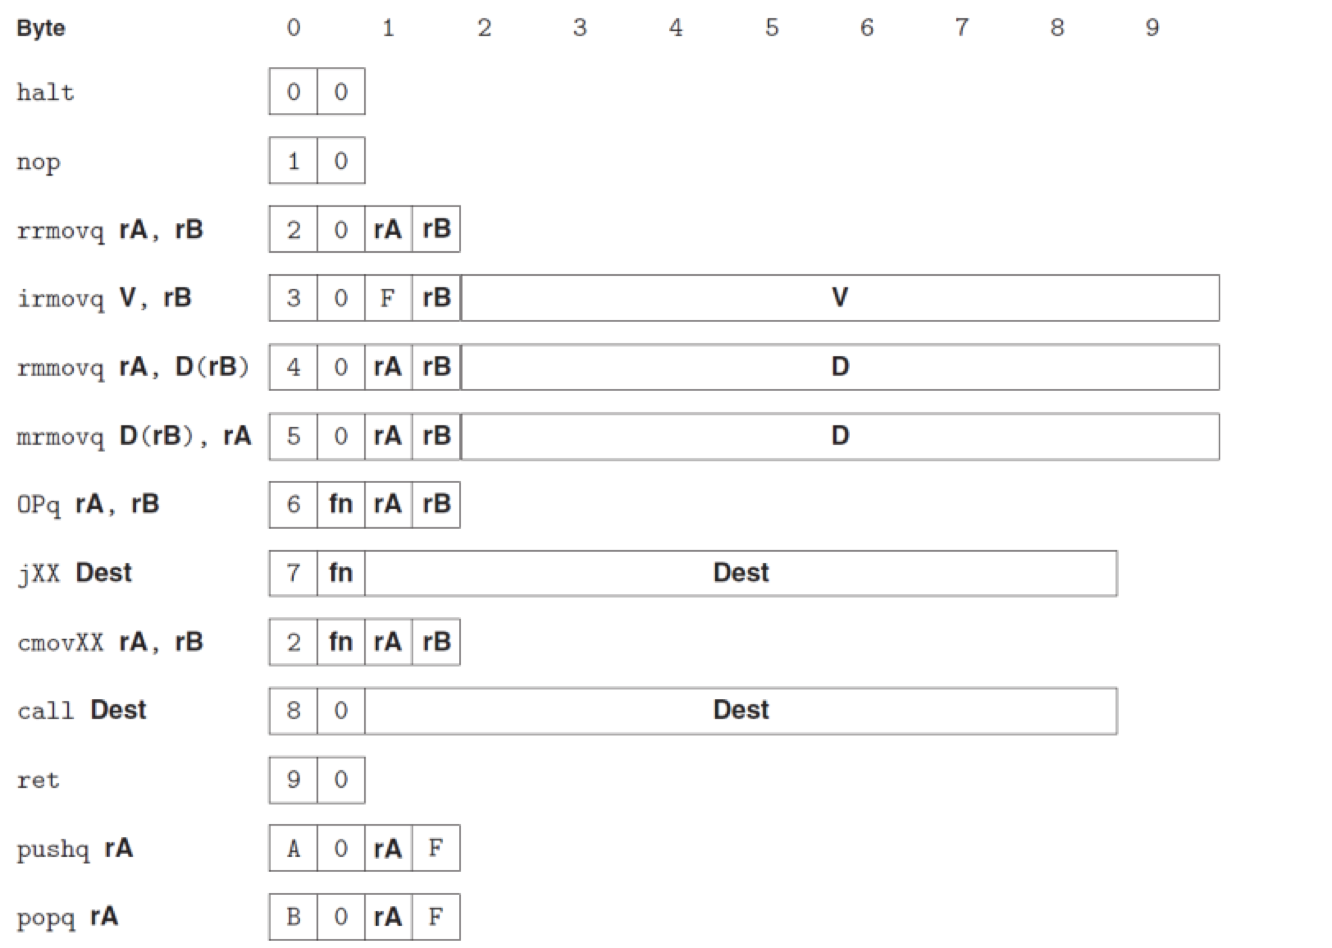 Byte 0 1 2 3 4 5 6 7 8 9
halt 0 0
nop 1 0
rrmovq rA, rB 2 0 rA rB
irmovq V, rB 3 0 F rB V
rmmovq rA, D(rB) 4 0 rA rB D
mrmovq D(rB), rA 5 0 rA rB D
OPq rA, rB 6 fn rA rB
jXX Dest 7 fn Dest
cmovXX rA, rB 2 fn rA rB
call Dest 8 0 Dest
ret 9 0
pushq rA A 0 rA F
popq rA B 0 rA F